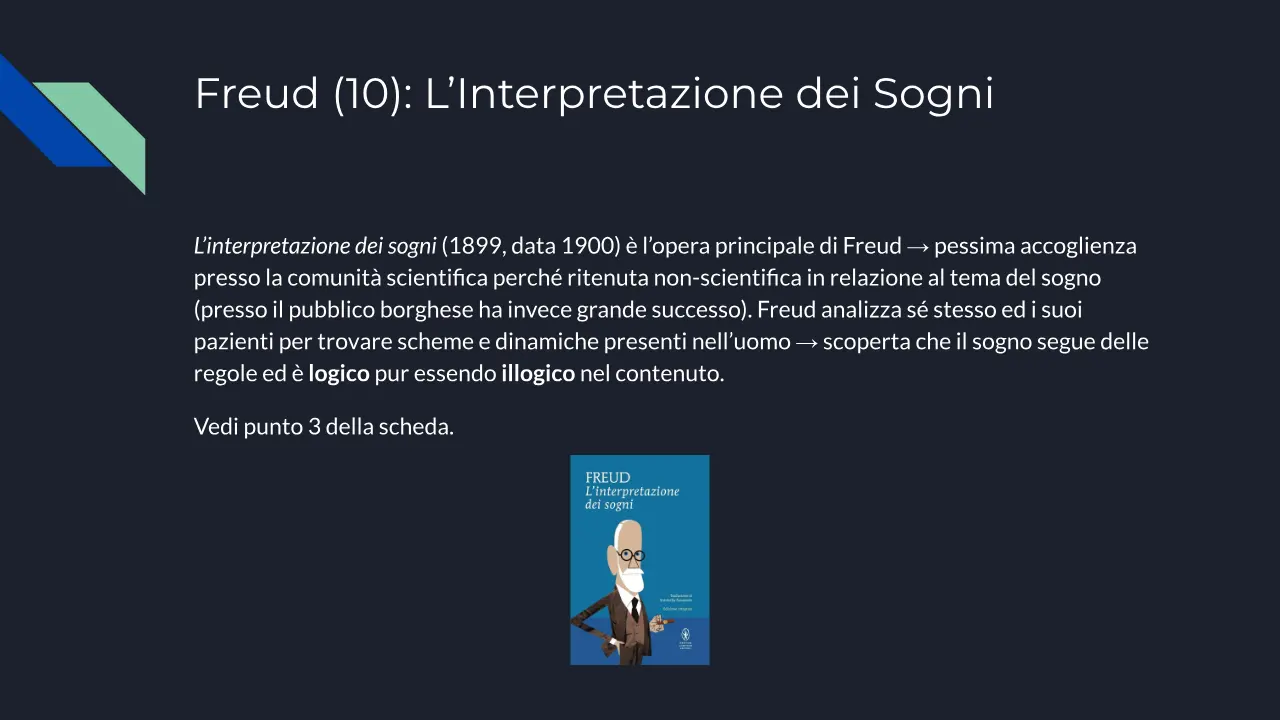 Freud (10): L’Interpretazione dei Sogni
L’interpretazione dei sogni (1899, data 1900) è l’opera principale di Freud → pessima accoglienza
presso la comunità scientifica perché ritenuta non-scientifica in relazione al tema del sogno
(presso il pubblico borghese ha invece grande successo). Freud analizza sé stesso ed i suoi
pazienti per trovare scheme e dinamiche presenti nell’uomo → scoperta che il sogno segue delle
regole ed è logico pur essendo illogico nel contenuto.
Vedi punto 3 della scheda.
FREUD
L’interpretazione
dei sogni